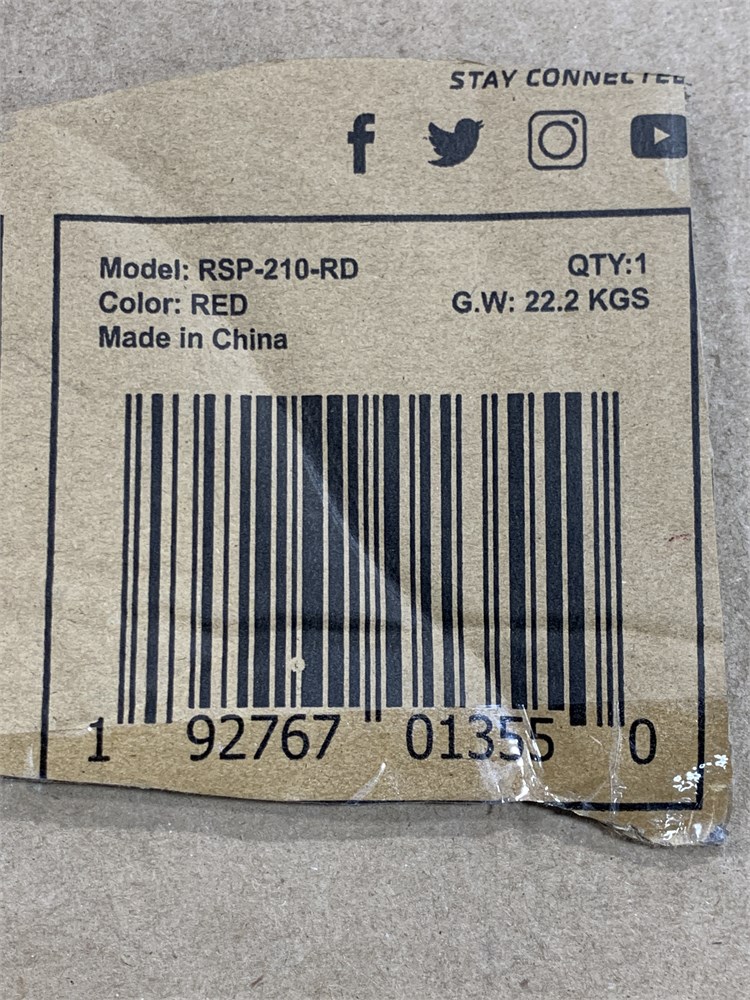 STAY CONNECTED
Model: RSP-210-RD
QTY:1
Color: RED
G.W: 22.2 KGS
Made in China
1 92767 01355 0